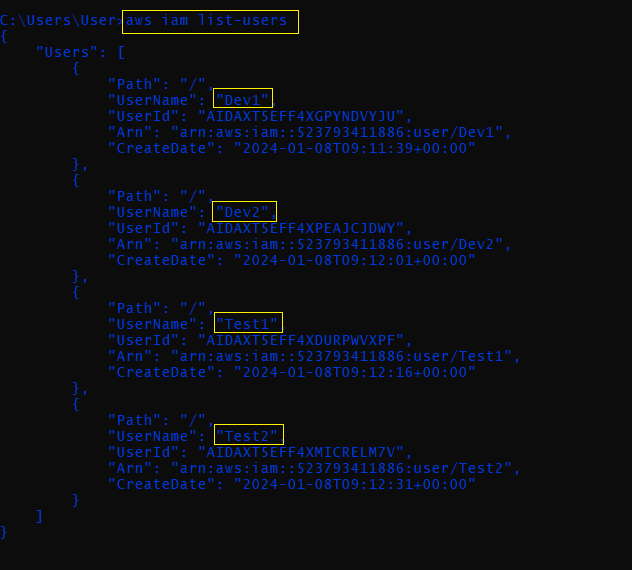 C:\Users\User>aws iam list-users
{
    "Users": [
        {
            "Path": "/",
            "UserName": "Dev1",
            "UserId": "AIDAXT5EFF4XGPYNDVYJU",
            "Arn": "arn:aws:iam::523793411886:user/Dev1",
            "CreateDate": "2024-01-08T09:11:39+00:00"
        },
        {
            "Path": "/",
            "UserName": "Dev2",
            "UserId": "AIDAXT5EFF4XPEAJCJDWY",
            "Arn": "arn:aws:iam::523793411886:user/Dev2",
            "CreateDate": "2024-01-08T09:12:01+00:00"
        },
        {
            "Path": "/",
            "UserName": "Test1",
            "UserId": "AIDAXT5EFF4XDURPWVXPF",
            "Arn": "arn:aws:iam::523793411886:user/Test1",
            "CreateDate": "2024-01-08T09:12:16+00:00"
        },
        {
            "Path": "/",
            "UserName": "Test2",
            "UserId": "AIDAXT5EFF4XMICRELM7V",
            "Arn": "arn:aws:iam::523793411886:user/Test2",
            "CreateDate": "2024-01-08T09:12:31+00:00"
        }
    ]
}